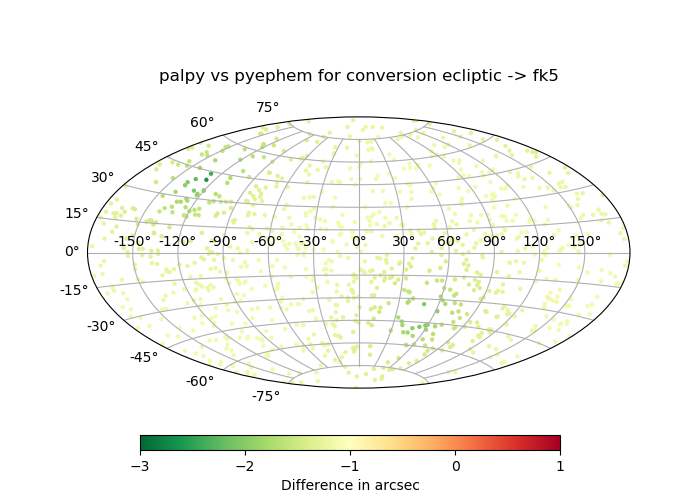 palpy vs pyephem for conversion ecliptic -> fk5
75°
60°
45°
30°
15°
-150° -120° -90° -60° -30° 0° 30° 60° 90° 120° 150°
0°
-15°
-30°
-45°
-60°
-75°
−3 −2 −1 0 1
Difference in arcsec